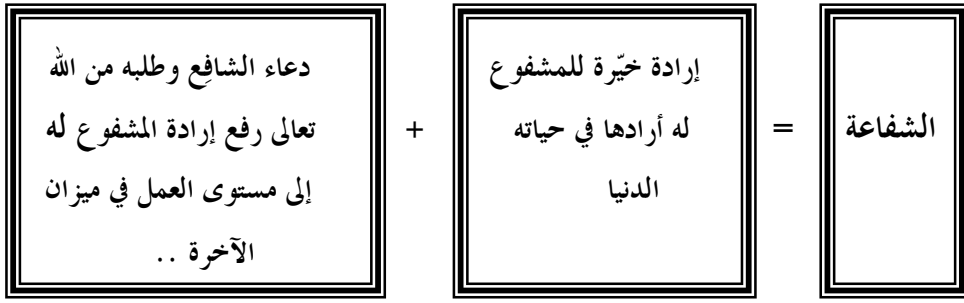 الشفاعة
=
إرادة خيّرة للمشفوع
له أرادها في حياته
الدنيا
+
دعاء الشافِع وطلبه من الله
تعالى رفع إرادة المشفوع له
إلى مستوى العمل في ميزان
الآخرة ..